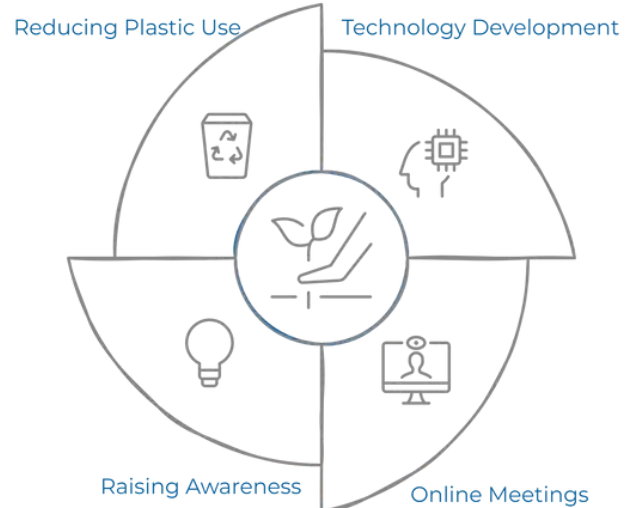 Reducing Plastic Use
Technology Development
Raising Awareness
Online Meetings